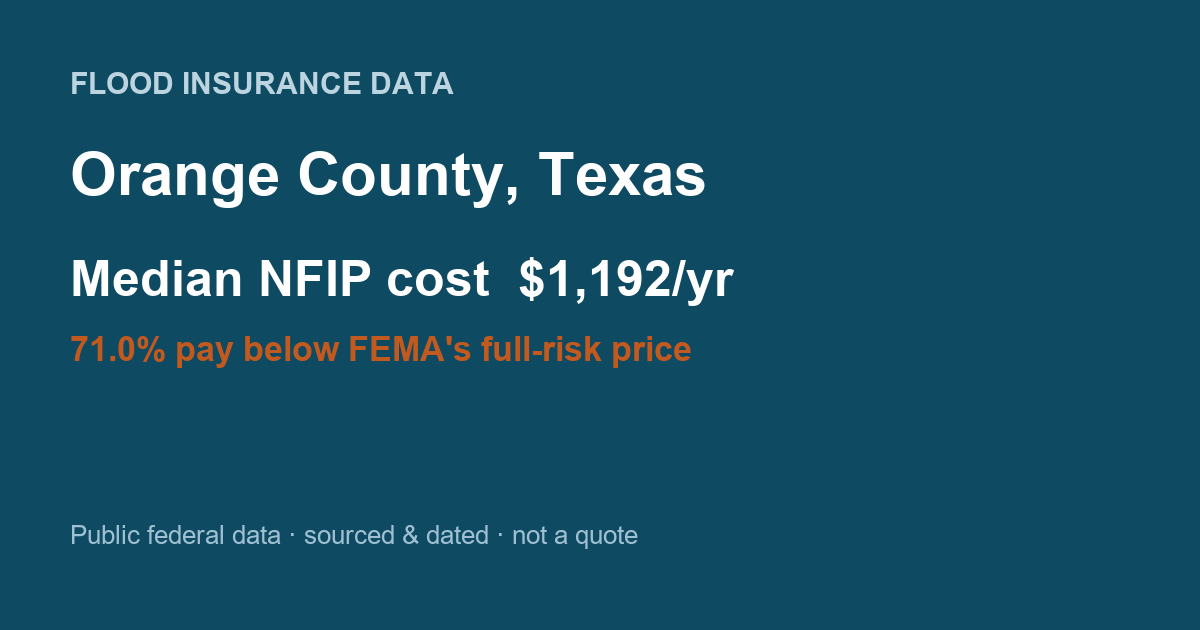 FLOOD INSURANCE DATA
Orange County, Texas
Median NFIP cost  $1,192/yr
71.0% pay below FEMA's full-risk price
Public federal data · sourced & dated · not a quote